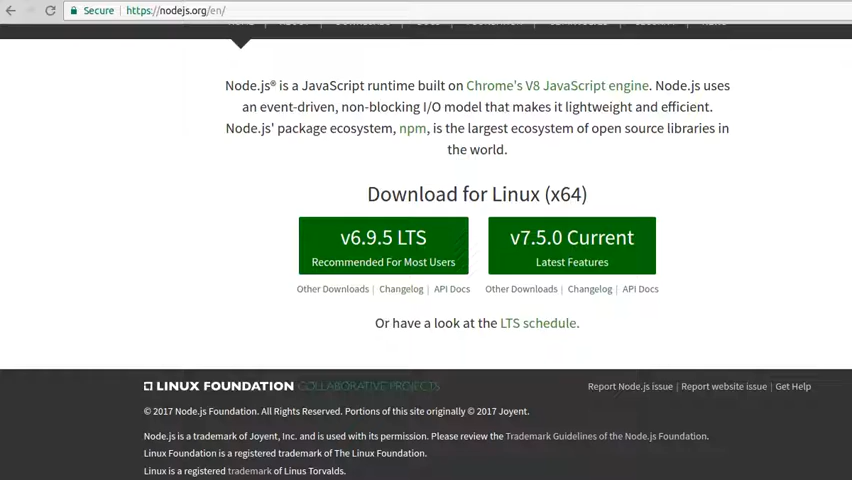 Secure https://nodejs.org/en/
Node.js® is a JavaScript runtime built on Chrome's V8 JavaScript engine. Node.js uses
an event-driven, non-blocking I/O model that makes it lightweight and efficient.
Node.js' package ecosystem, npm, is the largest ecosystem of open source libraries in
the world.
Download for Linux (x64)
v6.9.5 LTS
Recommended For Most Users
v7.5.0 Current
Latest Features
Other Downloads | Changelog | API Docs
Other Downloads | Changelog | API Docs
Or have a look at the LTS schedule.
LINUX FOUNDATION COLLABORATIVE PROJECTS
Report Node.js issue | Report website issue | Get Help
© 2017 Node.js Foundation. All Rights Reserved. Portions of this site originally © 2017 Joyent.
Node.js is a trademark of Joyent, Inc. and is used with its permission. Please review the Trademark Guidelines of the Node.js Foundation.
Linux Foundation is a registered trademark of The Linux Foundation.
Linux is a registered trademark of Linus Torvalds.